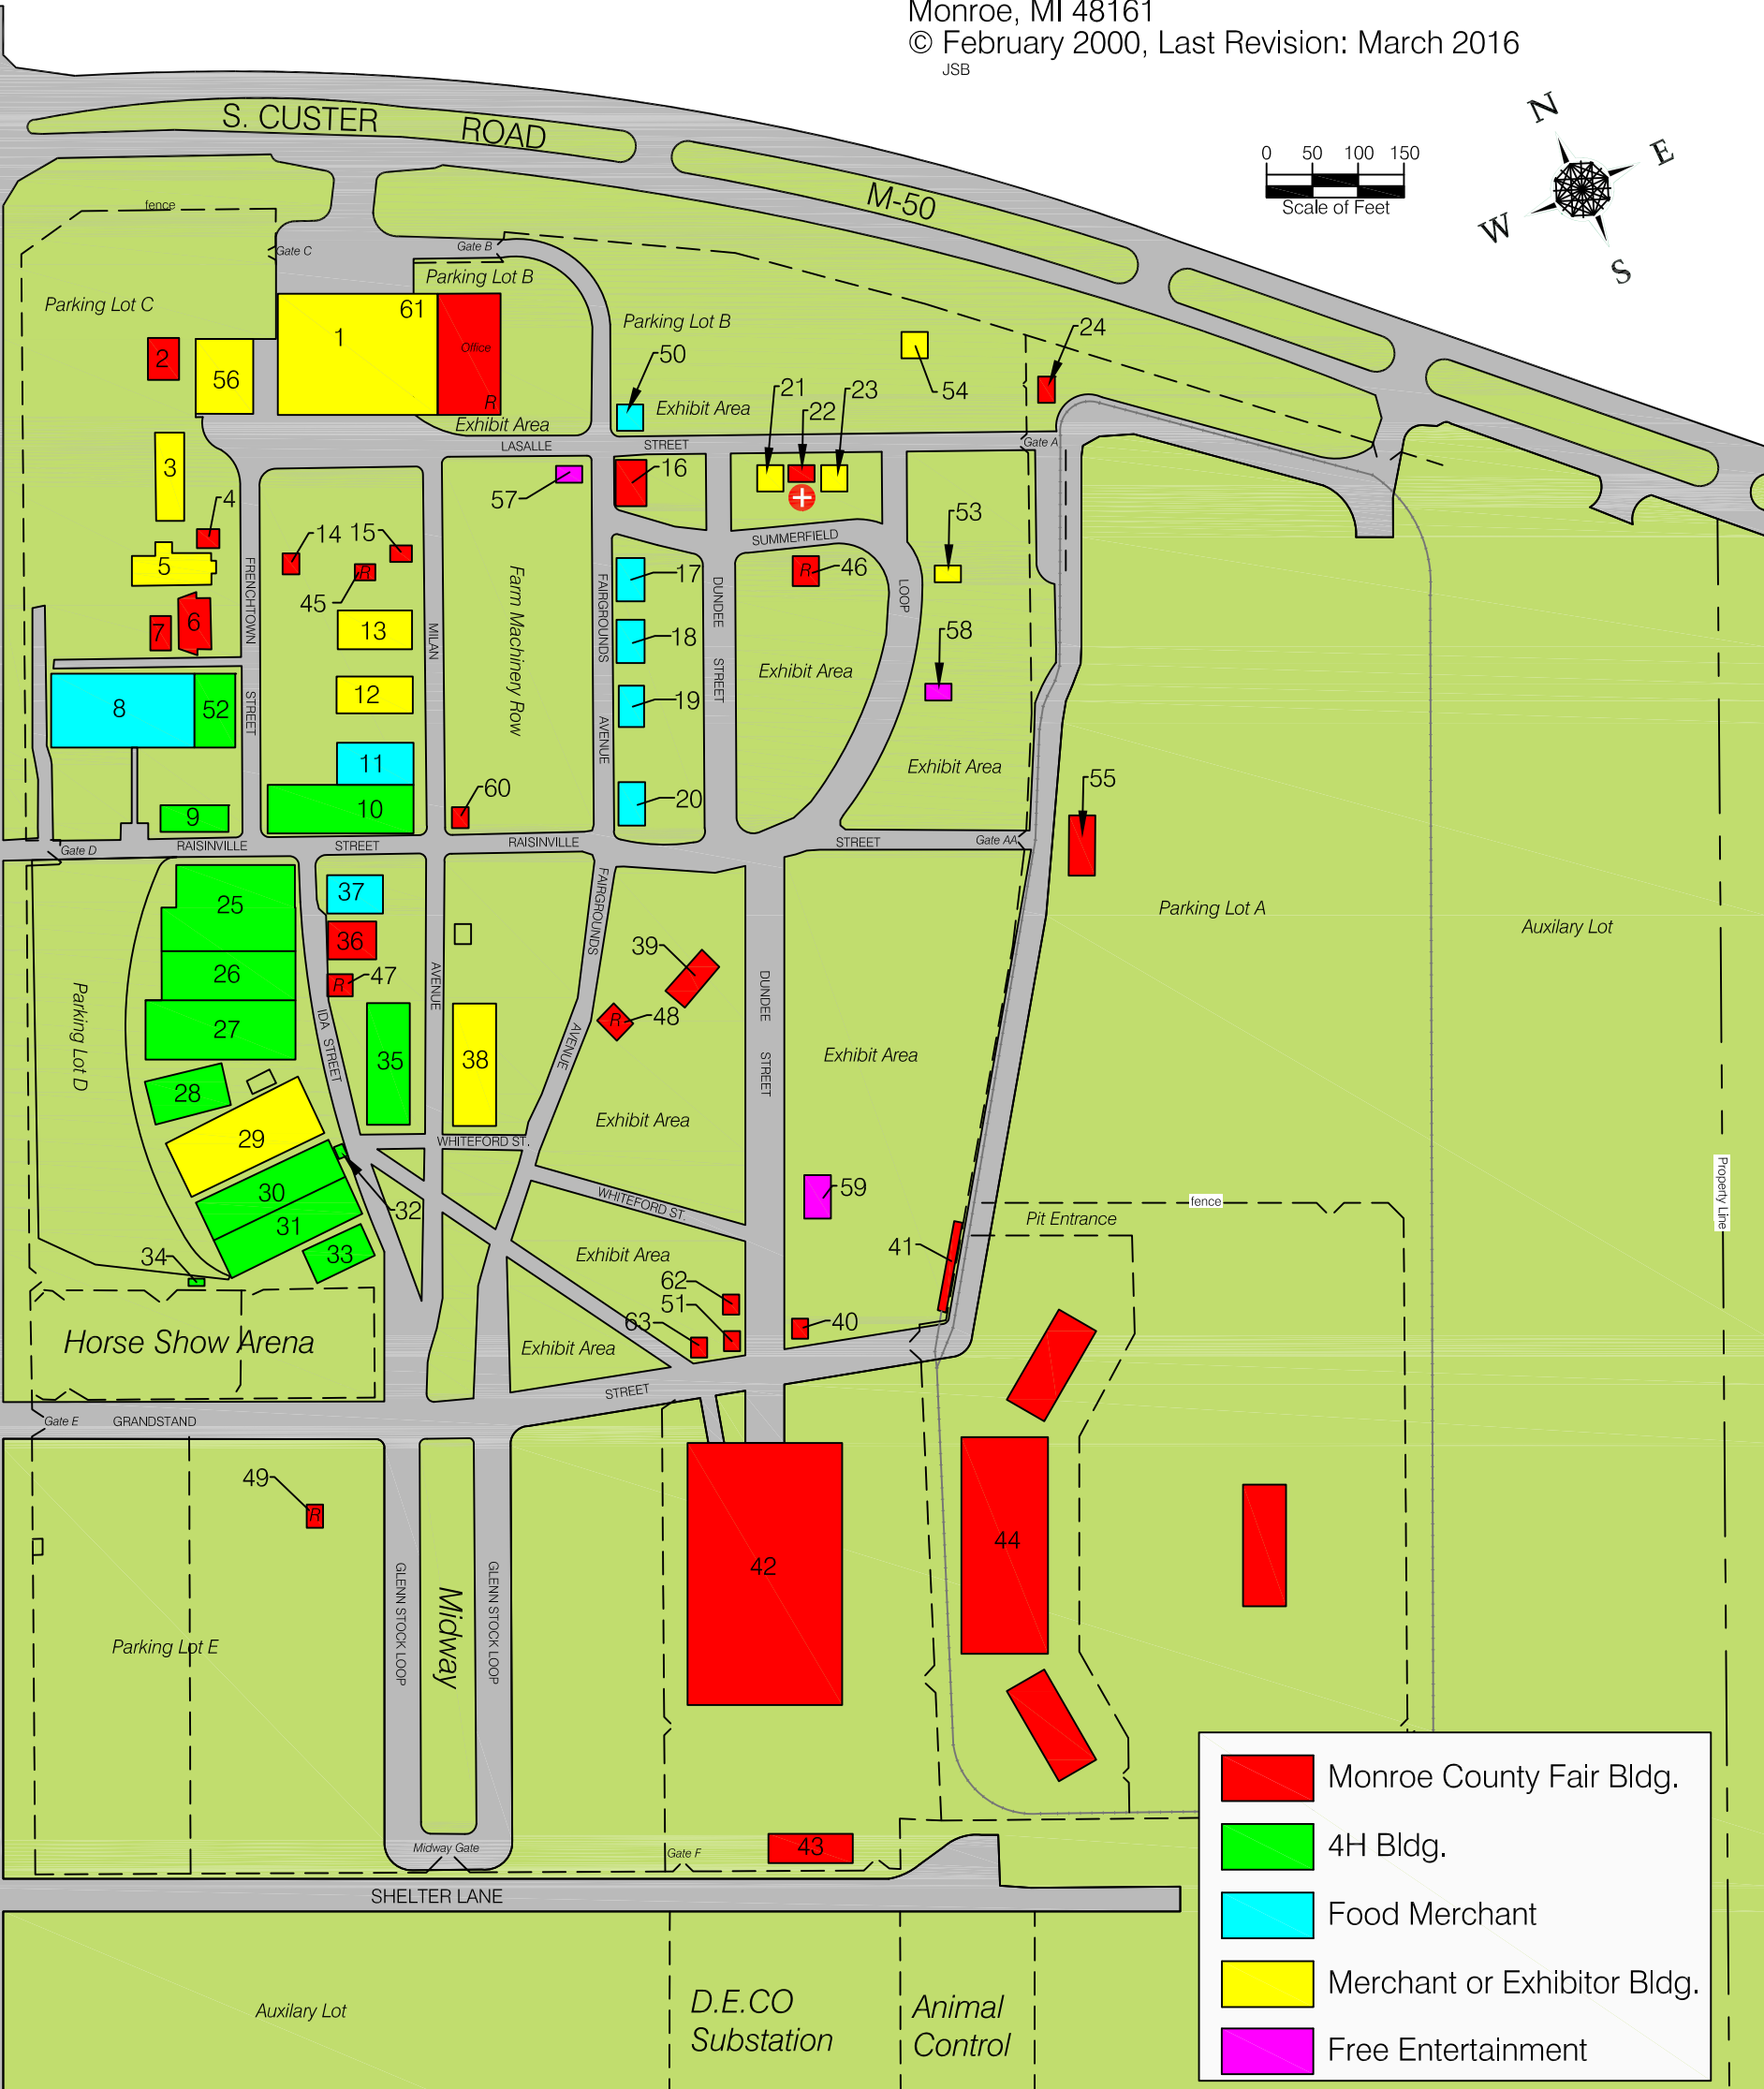 Monroe, MI 48161
© February 2000, Last Revision: March 2016
JSB
S. CUSTER ROAD
M-50
N
E
W
S
0 50 100 150
Scale of Feet
fence
Gate C
Gate B
Parking Lot B
Parking Lot C
Parking Lot B
61
1
Office
R
2
56
50
24
54
21
22
23
Exhibit Area
Exhibit Area
LASALLE
STREET
Gate A
3
57
16
4
14
15
53
SUMMERFIELD
5
45
R
R
46
17
FRENCHTOWN
STREET
MILAN
Farm Machinery Row
FAIRGROUNDS
AVENUE
DUNDEE
STREET
LOOP
7
6
13
18
58
Exhibit Area
8
52
12
19
11
Exhibit Area
55
10
60
20
9
Gate D
RAISINVILLE
STREET
RAISINVILLE
STREET
Gate AA
25
37
Parking Lot A
Auxilary Lot
36
39
FAIRGROUNDS
AVENUE
26
47
R
AVENUE
DUNDEE
STREET
Parking Lot D
27
IDA STREET
R
48
35
38
Exhibit Area
28
Exhibit Area
29
WHITEFORD ST.
30
32
WHITEFORD ST.
59
fence
Property Line
31
Pit Entrance
33
34
Exhibit Area
41
62
51
63
40
Horse Show Arena
Exhibit Area
STREET
Gate E
GRANDSTAND
49
R
42
44
GLENN STOCK LOOP
Midway
GLENN STOCK LOOP
Parking Lot E
Monroe County Fair Bldg.
43
Midway Gate
Gate F
4H Bldg.
SHELTER LANE
Food Merchant
Merchant or Exhibitor Bldg.
Auxilary Lot
D.E.CO
Substation
Animal
Control
Free Entertainment